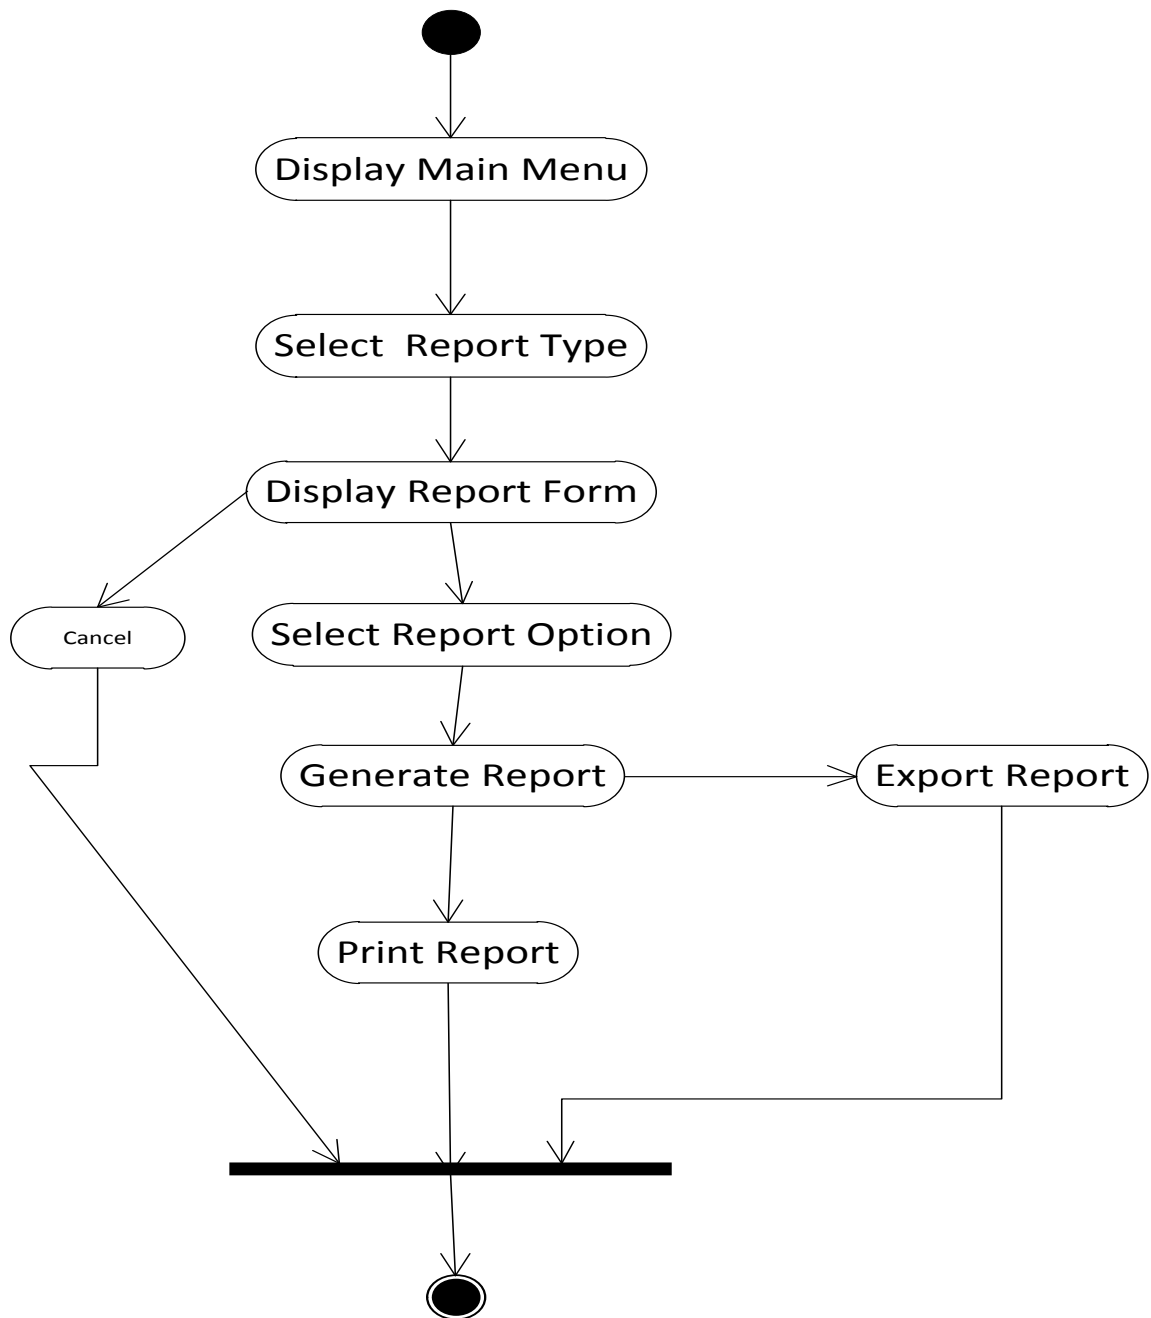 Display Main Menu
Select  Report Type
Display Report Form
Cancel
Select Report Option
Generate Report
Export Report
Print Report